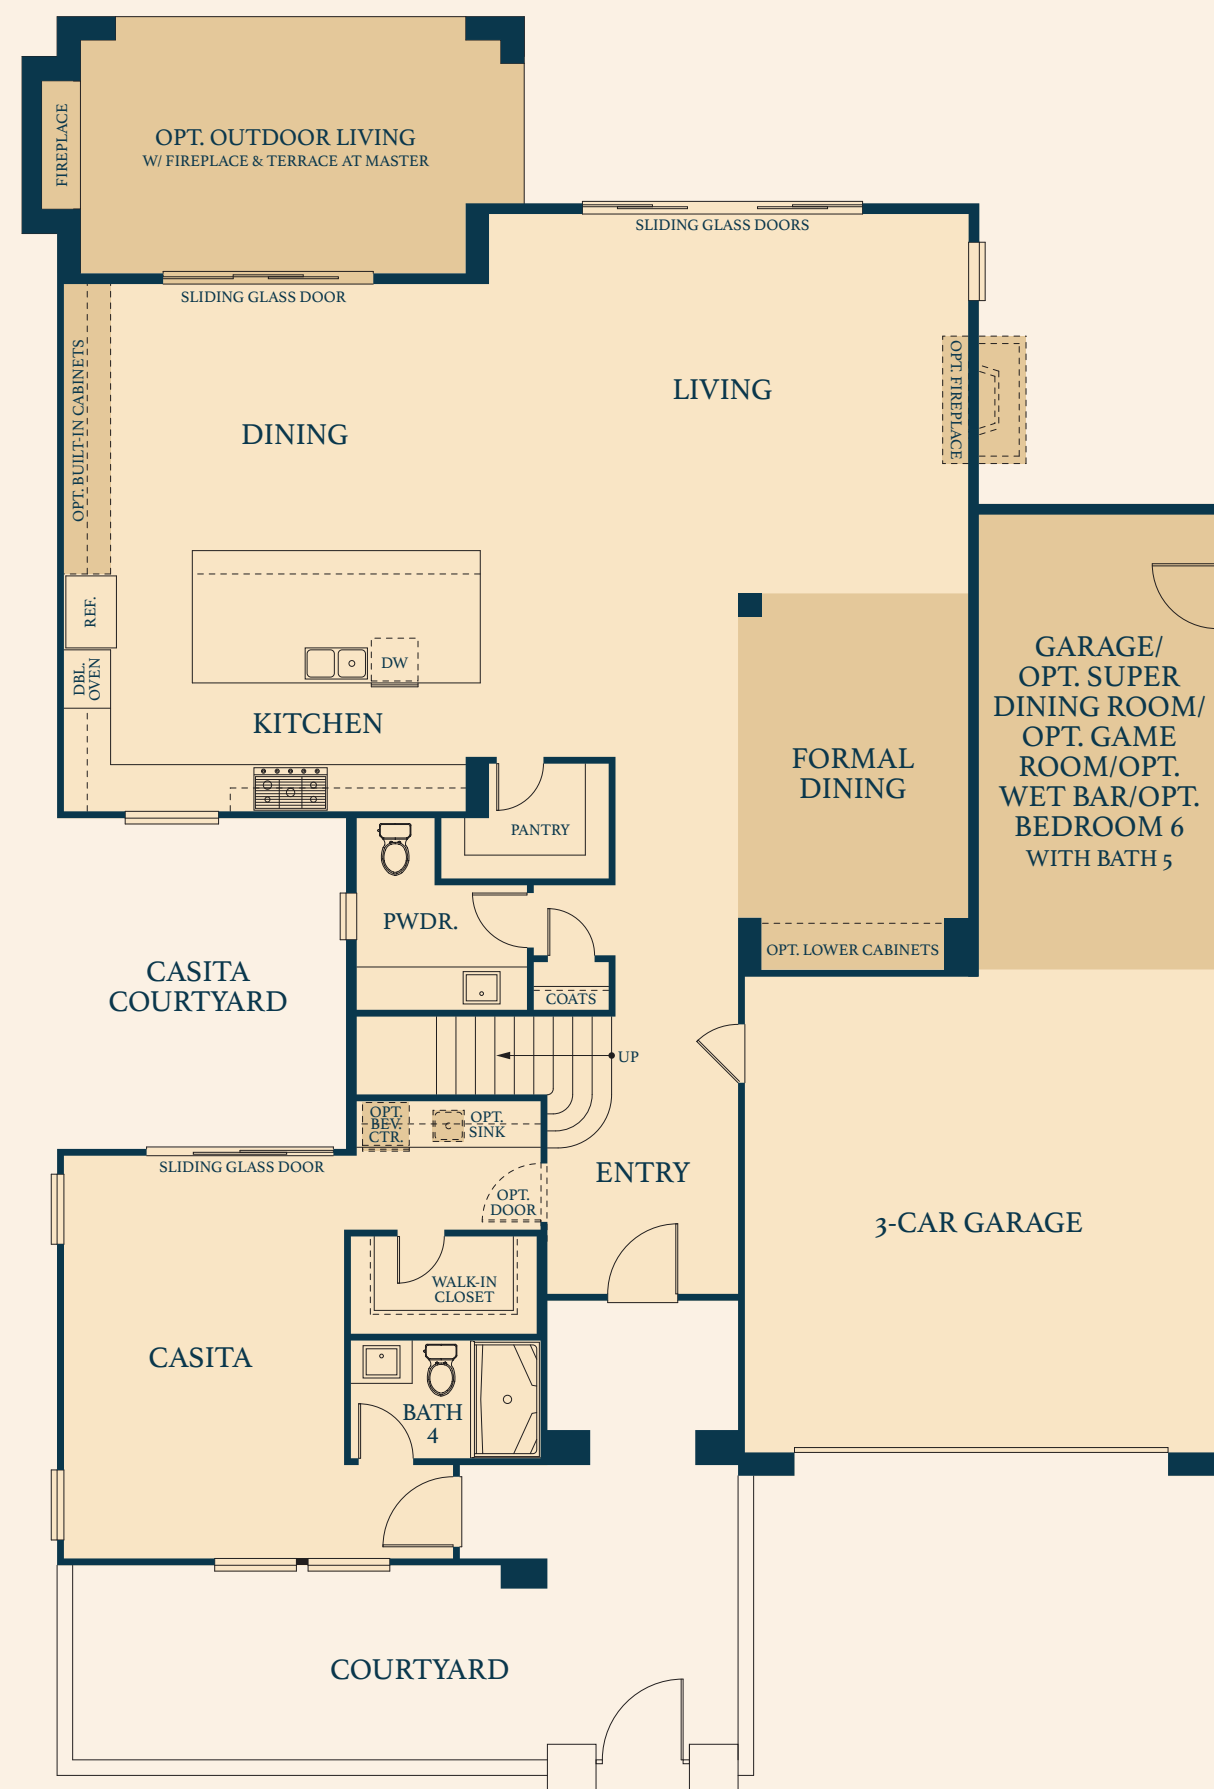 FIREPLACE
OPT. OUTDOOR LIVING
W/ FIREPLACE & TERRACE AT MASTER
SLIDING GLASS DOORS
SLIDING GLASS DOOR
OPT. BUILT-IN CABINETS
DINING
LIVING
OPT. FIREPLACE
REF.
DBL.
OVEN
DW
KITCHEN
PANTRY
FORMAL
DINING
GARAGE/
OPT. SUPER
DINING ROOM/
OPT. GAME
ROOM/OPT.
WET BAR/OPT.
BEDROOM 6
WITH BATH 5
PWDR.
OPT. LOWER CABINETS
CASITA
COURTYARD
COATS
UP
OPT.
BEV.
CTR.
OPT.
SINK
SLIDING GLASS DOOR
OPT.
DOOR
ENTRY
3-CAR GARAGE
WALK-IN
CLOSET
CASITA
BATH
4
COURTYARD